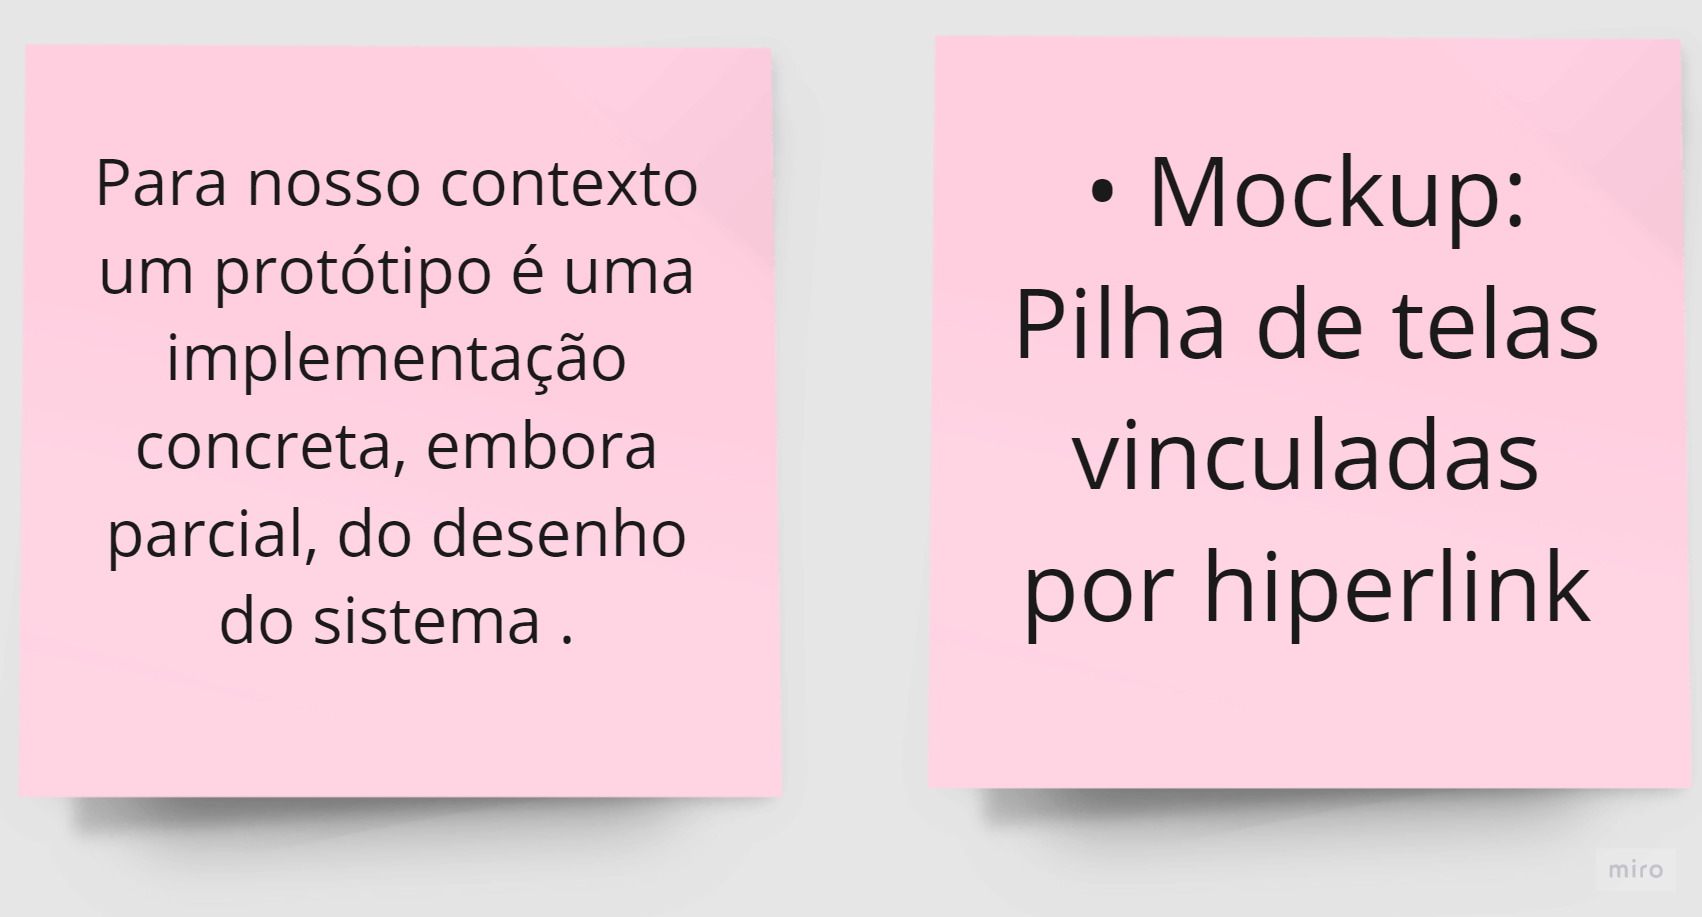 Para nosso contexto
um protótipo é uma
implementação
concreta, embora
parcial, do desenho
do sistema .
• Mockup:
Pilha de telas
vinculadas
por hiperlink
miro